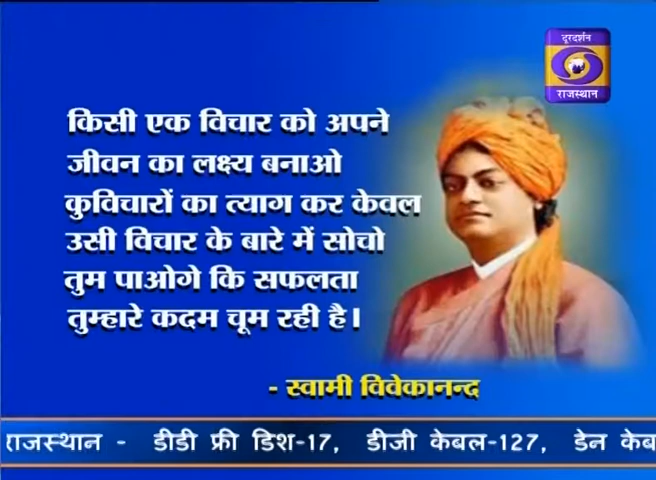 दूरदर्शन
राजस्थान
किसी एक विचार को अपने
जीवन का लक्ष्य बनाओ
कुविचारों का त्याग कर केवल
उसी विचार के बारे में सोचो
तुम पाओगे कि सफलता
तुम्हारे कदम चूम रही है।
- स्वामी विवेकानन्द
राजस्थान - डीडी फ्री डिश-17, डीजी केबल-127, डेन केब